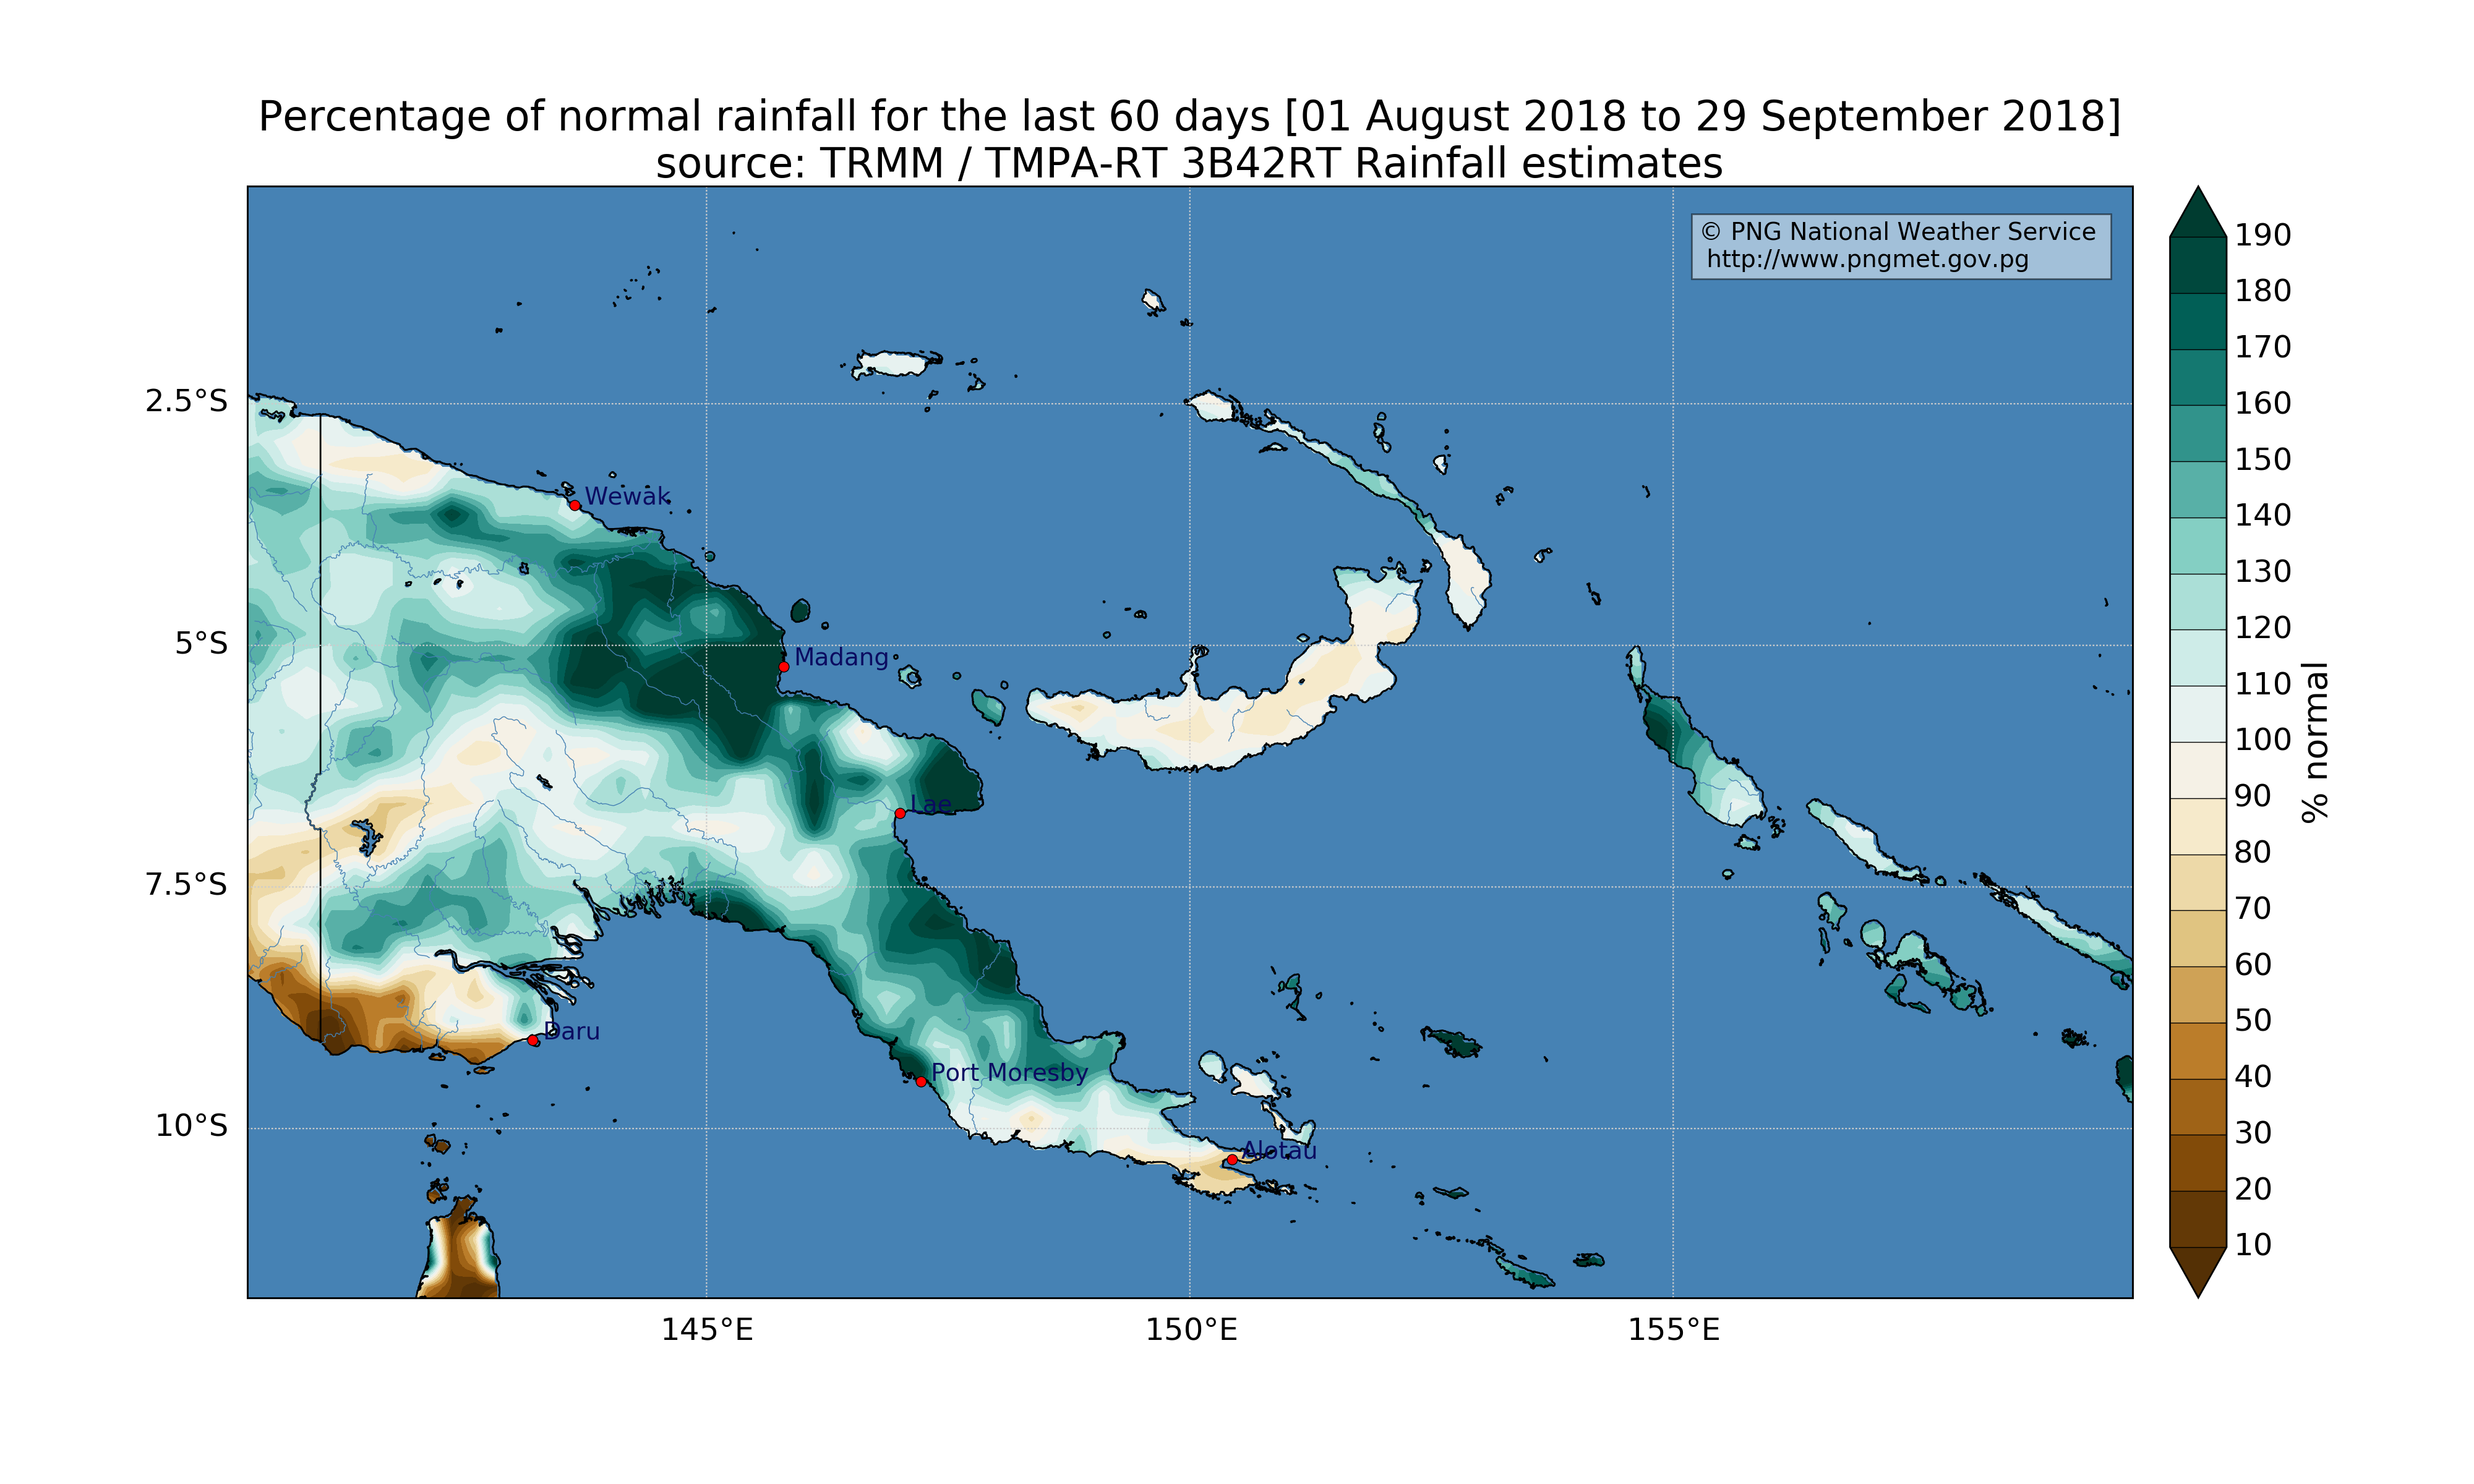 Percentage of normal rainfall for the last 60 days [01 August 2018 to 29 September 2018]
source: TRMM / TMPA-RT 3B42RT Rainfall estimates
© PNG National Weather Service
http://www.pngmet.gov.pg
2.5°S
5°S
7.5°S
10°S
Wewak
Madang
Lae
Daru
Port Moresby
Alotau
145°E
150°E
155°E
190
180
170
160
150
140
130
120
110
100
90
80
70
60
50
40
30
20
10
% normal